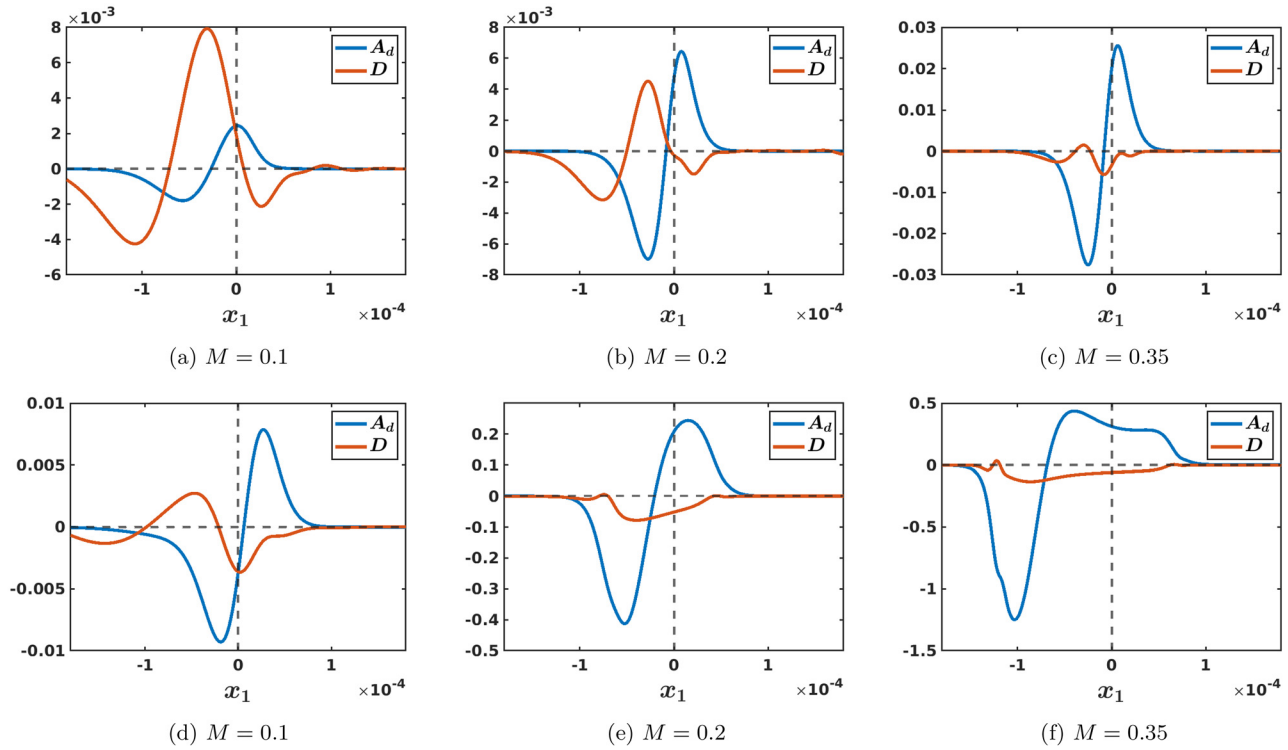 ×10⁻³
8
6
4
2
0
-2
-4
-6
-1 0 1
x₁ ×10⁻⁴
A_d
D
(a) M = 0.1
×10⁻³
8
6
4
2
0
-2
-4
-6
-8
-1 0 1
x₁ ×10⁻⁴
A_d
D
(b) M = 0.2
0.03
0.02
0.01
0
-0.01
-0.02
-0.03
-1 0 1
x₁ ×10⁻⁴
A_d
D
(c) M = 0.35
0.01
0.005
0
-0.005
-0.01
-1 0 1
x₁ ×10⁻⁴
A_d
D
(d) M = 0.1
0.2
0.1
0
-0.1
-0.2
-0.3
-0.4
-0.5
-1 0 1
x₁ ×10⁻⁴
A_d
D
(e) M = 0.2
0.5
0
-0.5
-1
-1.5
-1 0 1
x₁ ×10⁻⁴
A_d
D
(f) M = 0.35